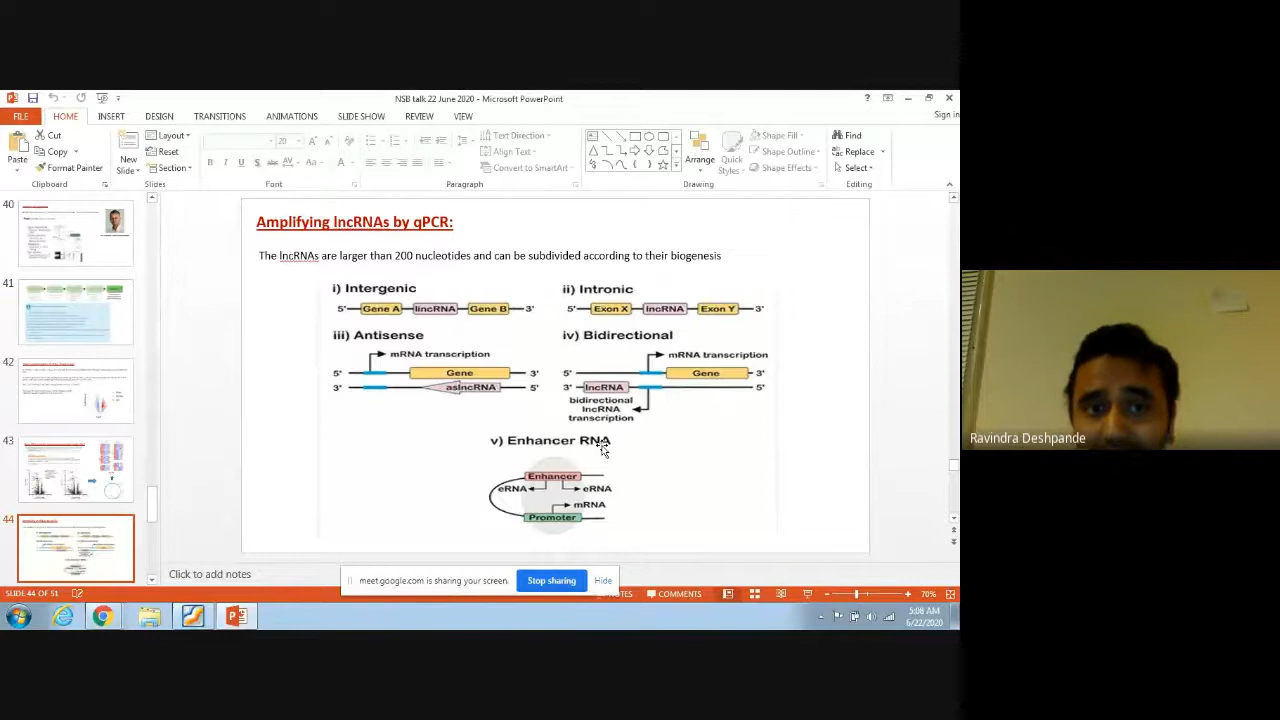 NSB talk 22 June 2020 - Microsoft PowerPoint
Sign in
FILE HOME INSERT DESIGN TRANSITIONS ANIMATIONS SLIDE SHOW REVIEW VIEW
Paste
Cut
Copy
Format Painter
Clipboard
New
Slide
Layout
Reset
Section
Slides
20
Font
Text Direction
Align Text
Convert to SmartArt
Paragraph
Arrange
Quick
Styles
Shape Fill
Shape Outline
Shape Effects
Drawing
Find
Replace
Select
Editing
40
41
42
43
44
Amplifying lncRNAs by qPCR:
The lncRNAs are larger than 200 nucleotides and can be subdivided according to their biogenesis
i) Intergenic
5' Gene A lincRNA Gene B 3'
ii) Intronic
5' Exon X lncRNA Exon Y 3'
iii) Antisense
mRNA transcription
5' Gene 3'
3' aslncRNA 5'
iv) Bidirectional
mRNA transcription
5' Gene 3'
3' lncRNA 5'
bidirectional
lncRNA
transcription
v) Enhancer RNA
Enhancer
eRNA eRNA
mRNA
Promoter
Click to add notes
meet.google.com is sharing your screen. Stop sharing Hide
SLIDE 44 OF 51
NOTES COMMENTS 70%
5:08 AM
6/22/2020
Ravindra Deshpande